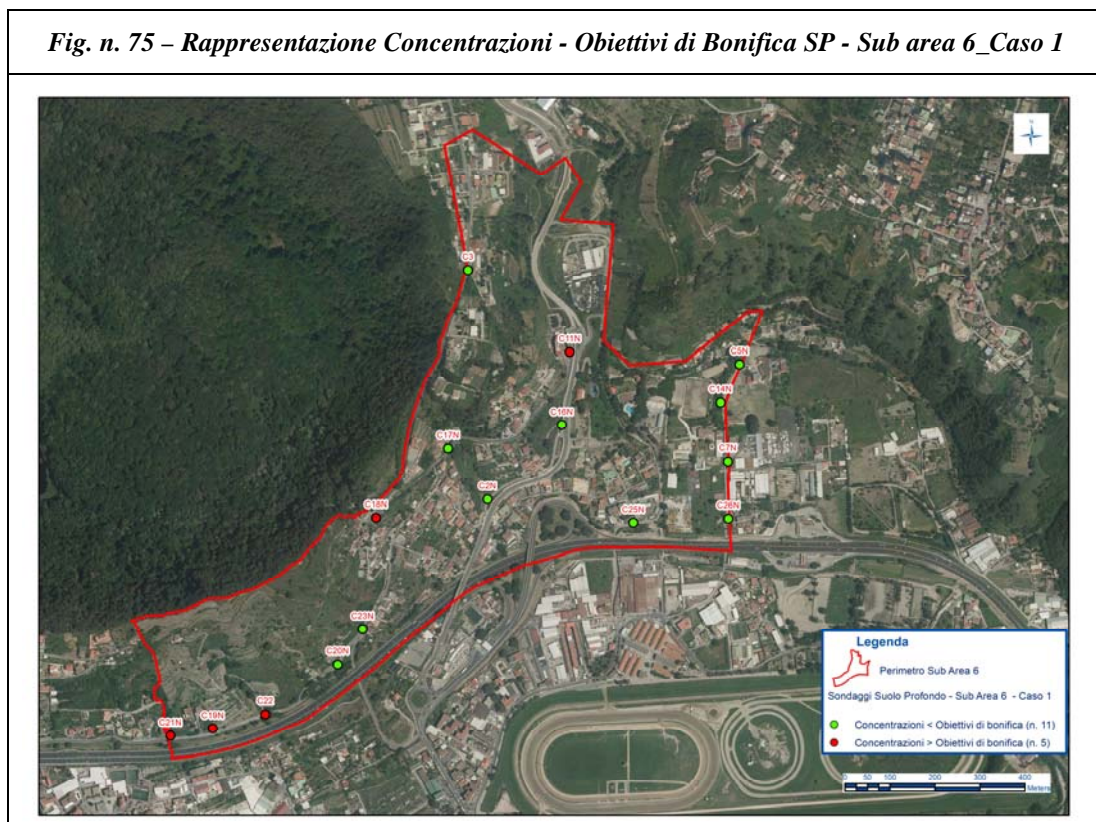 Fig. n. 75 – Rappresentazione Concentrazioni - Obiettivi di Bonifica SP - Sub area 6_Caso 1
N
C3
C11N
C5N
C14N
C16N
C17N
C7N
C2N
C18N
C25N
C26N
C23N
C20N
C22
C19N
C21N
Legenda
Perimetro Sub Area 6
Sondaggi Suolo Profondo - Sub Area 6 - Caso 1
Concentrazioni < Obiettivi di bonifica (n. 11)
Concentrazioni > Obiettivi di bonifica (n. 5)
0 50 100 200 300 400
Meters